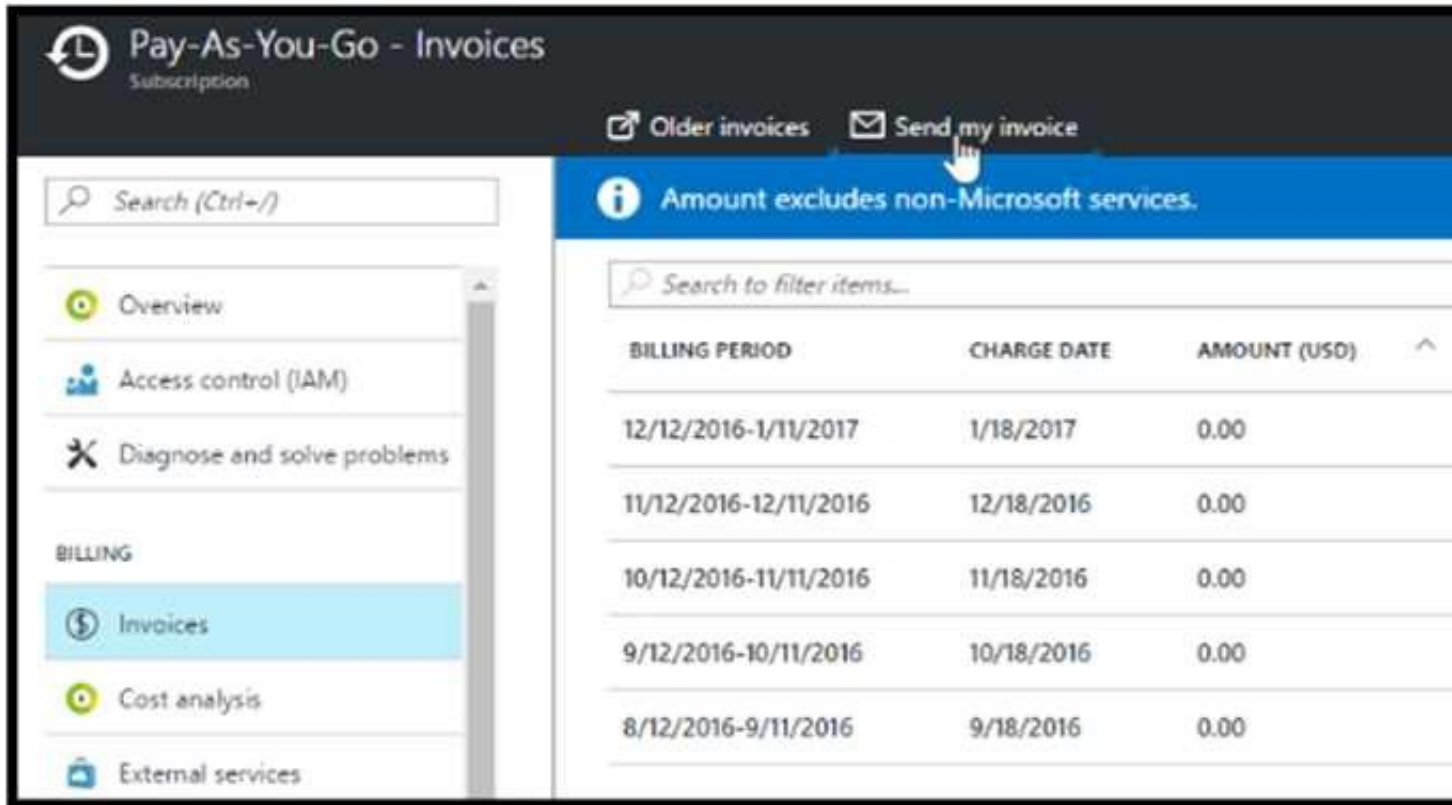 Pay-As-You-Go - Invoices
Subscription
Older invoices Send my invoice
Search (Ctrl+/)
Overview
Access control (IAM)
Diagnose and solve problems
BILLING
Invoices
Cost analysis
External services
Amount excludes non-Microsoft services.
Search to filter items...
BILLING PERIOD CHARGE DATE AMOUNT (USD)
12/12/2016-1/11/2017 1/18/2017 0.00
11/12/2016-12/11/2016 12/18/2016 0.00
10/12/2016-11/11/2016 11/18/2016 0.00
9/12/2016-10/11/2016 10/18/2016 0.00
8/12/2016-9/11/2016 9/18/2016 0.00